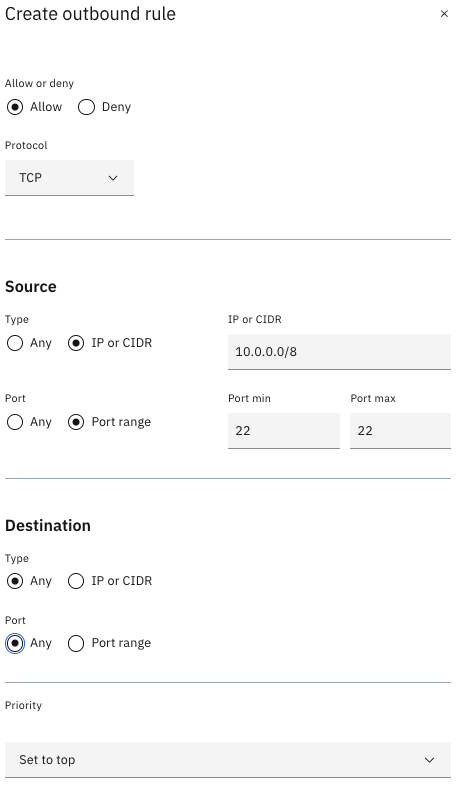 Create outbound rule
Allow or deny
Allow Deny
Protocol
TCP
Source
Type IP or CIDR
Any IP or CIDR 10.0.0.0/8
Port Port min Port max
Any Port range 22 22
Destination
Type
Any IP or CIDR
Port
Any Port range
Priority
Set to top